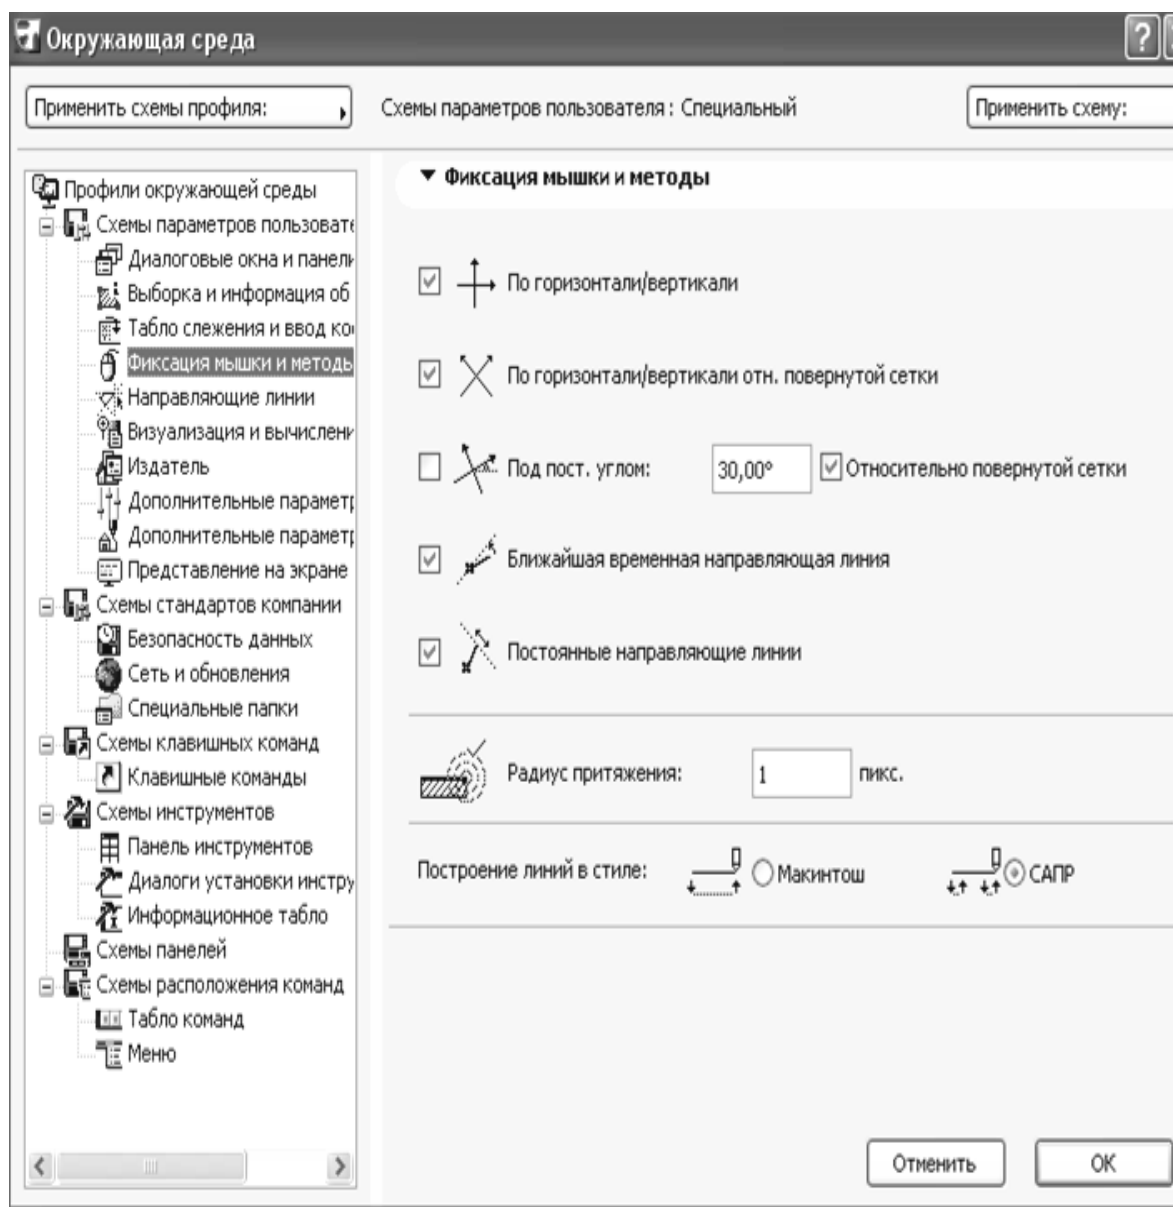 Окружающая среда
?
Применить схемы профиля:
Схемы параметров пользователя : Специальный
Применить схему:
Профили окружающей среды
Схемы параметров пользовате
Диалоговые окна и панели
Выборка и информация об
Табло слежения и ввод ко
Фиксация мышки и методы
Направляющие линии
Визуализация и вычислени
Издатель
Дополнительные параметр
Дополнительные параметр
Представление на экране
Схемы стандартов компании
Безопасность данных
Сеть и обновления
Специальные папки
Схемы клавишных команд
Клавишные команды
Схемы инструментов
Панель инструментов
Диалоги установки инстру
Информационное табло
Схемы панелей
Схемы расположения команд
Табло команд
Меню
Фиксация мышки и методы
По горизонтали/вертикали
По горизонтали/вертикали отн. повернутой сетки
Под пост. углом: 30,00° Относительно повернутой сетки
Ближайшая временная направляющая линия
Постоянные направляющие линии
Радиус притяжения: 1 пикс.
Построение линий в стиле: Макинтош САПР
Отменить OK